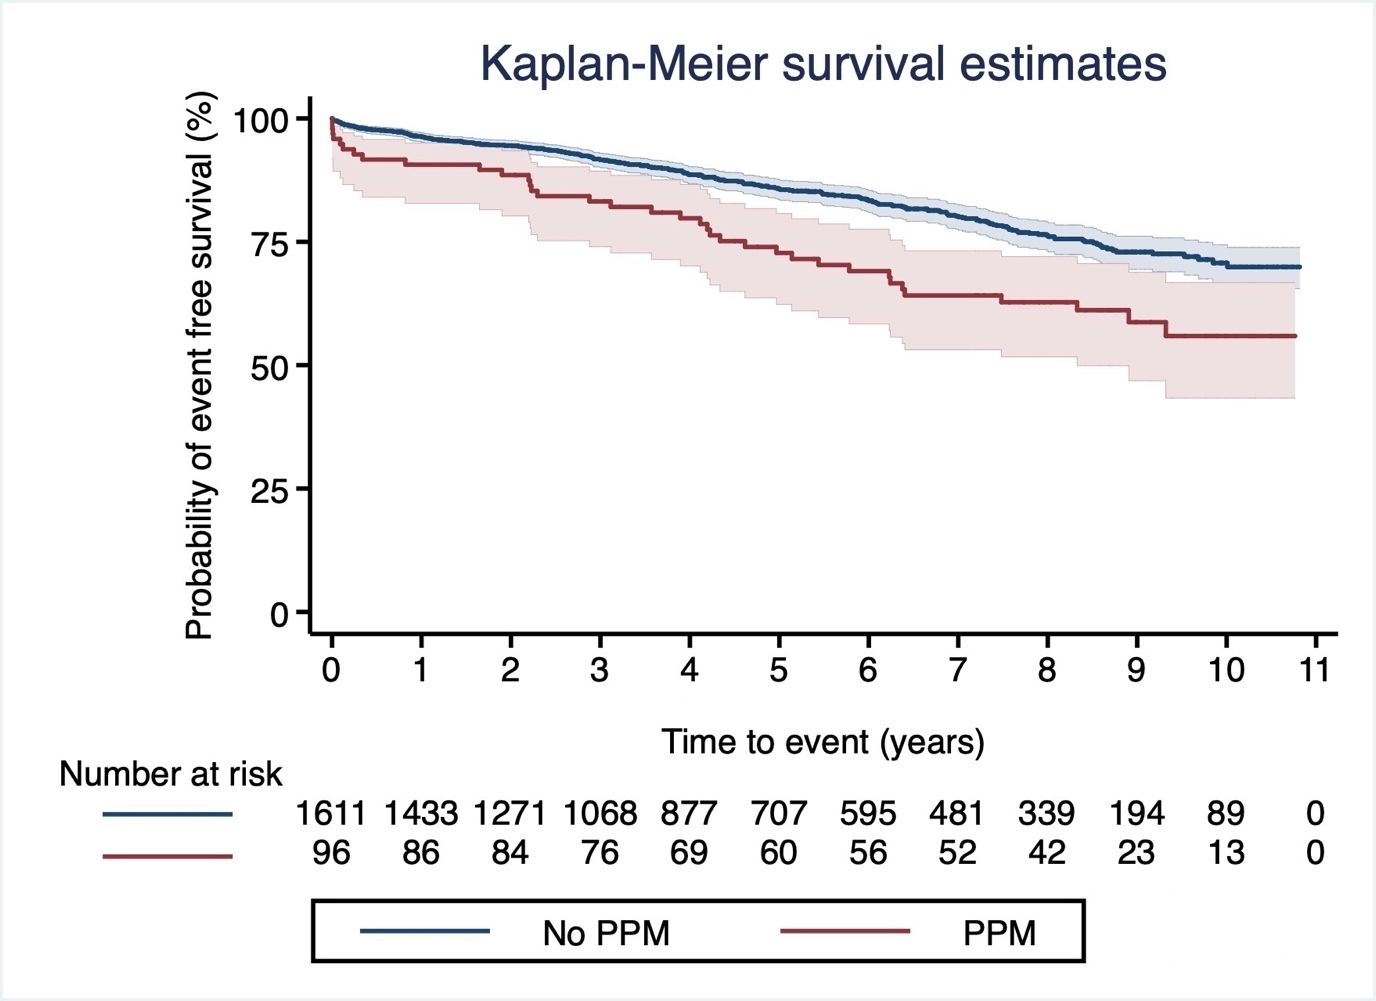 Kaplan-Meier survival estimates
Probability of event free survival (%)
100
75
50
25
0
0 1 2 3 4 5 6 7 8 9 10 11
Time to event (years)
Number at risk
1611 1433 1271 1068 877 707 595 481 339 194 89 0
96 86 84 76 69 60 56 52 42 23 13 0
No PPM PPM